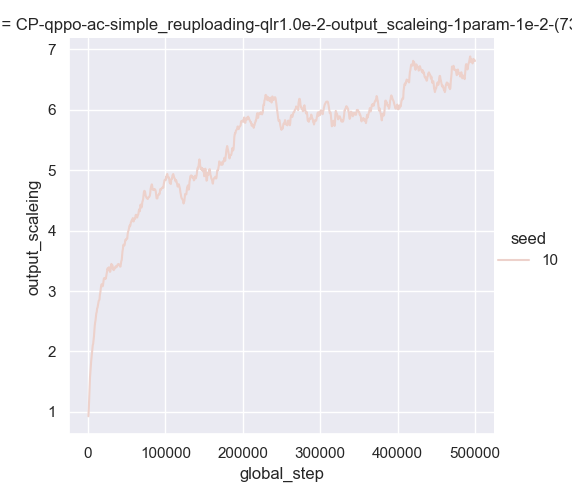 = CP-qppo-ac-simple_reuploading-qlr1.0e-2-output_scaleing-1param-1e-2-(73
7
6
5
4
3
2
1
output_scaleing
seed
10
0 100000 200000 300000 400000 500000
global_step